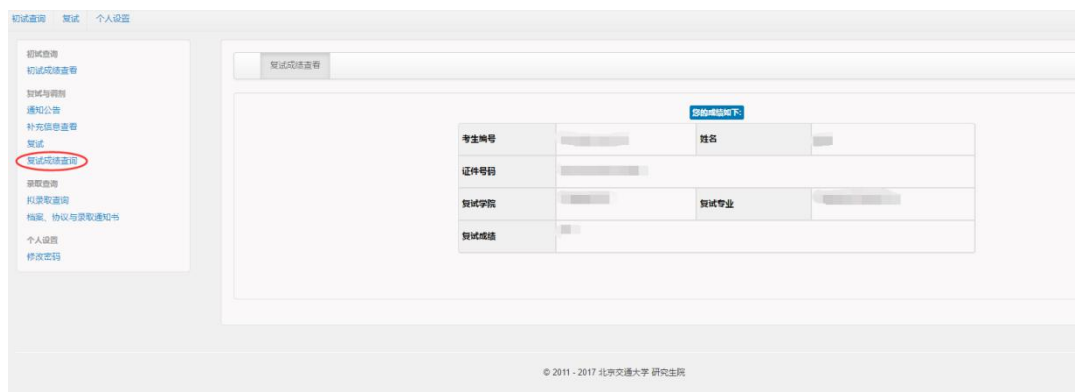 初试查询 复试 个人设置
初试查询
初试成绩查看
复试与调剂
通知公告
补充信息查看
复试
复试成绩查询
录取查询
拟录取查询
档案、协议与录取通知书
个人设置
修改密码
复试成绩查看
您的成绩如下:
考生编号 姓名
证件号码
复试学院 复试专业
复试成绩
© 2011 - 2017 北京交通大学 研究生院